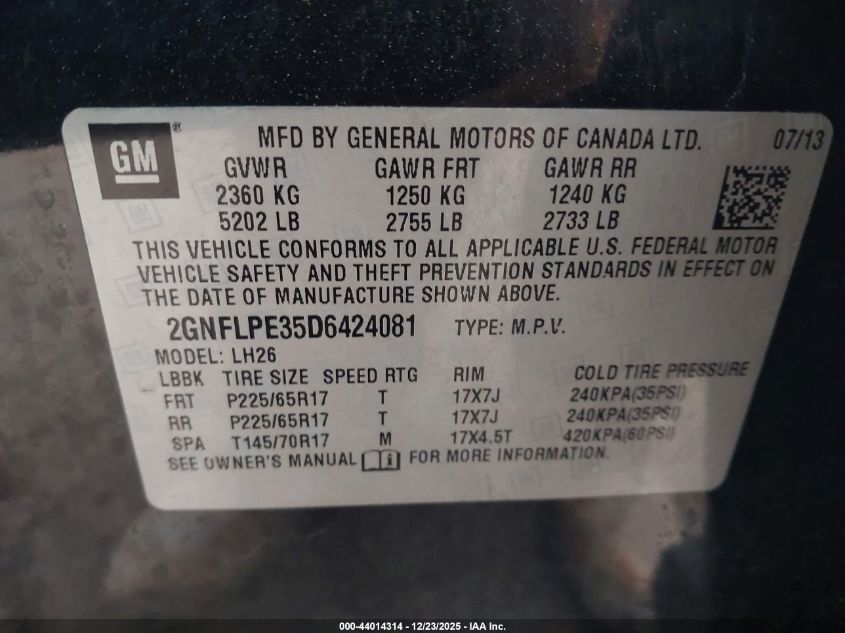 GM ®
MFD BY GENERAL MOTORS OF CANADA LTD. 07/13
GVWR GAWR FRT GAWR RR
2360 KG 1250 KG 1240 KG
5202 LB 2755 LB 2733 LB
THIS VEHICLE CONFORMS TO ALL APPLICABLE U.S. FEDERAL MOTOR
VEHICLE SAFETY AND THEFT PREVENTION STANDARDS IN EFFECT ON
THE DATE OF MANUFACTURE SHOWN ABOVE.
2GNFLPE35D6424081 TYPE: M.P.V.
MODEL: LH26
LBBK TIRE SIZE SPEED RTG RIM COLD TIRE PRESSURE
FRT P225/65R17 T 17X7J 240KPA(35PSI)
RR P225/65R17 T 17X7J 240KPA(35PSI)
SPA T145/70R17 M 17X4.5T 420KPA(60PSI)
SEE OWNER'S MANUAL i FOR MORE INFORMATION.
000-44014314 - 12/23/2025 - IAA Inc.